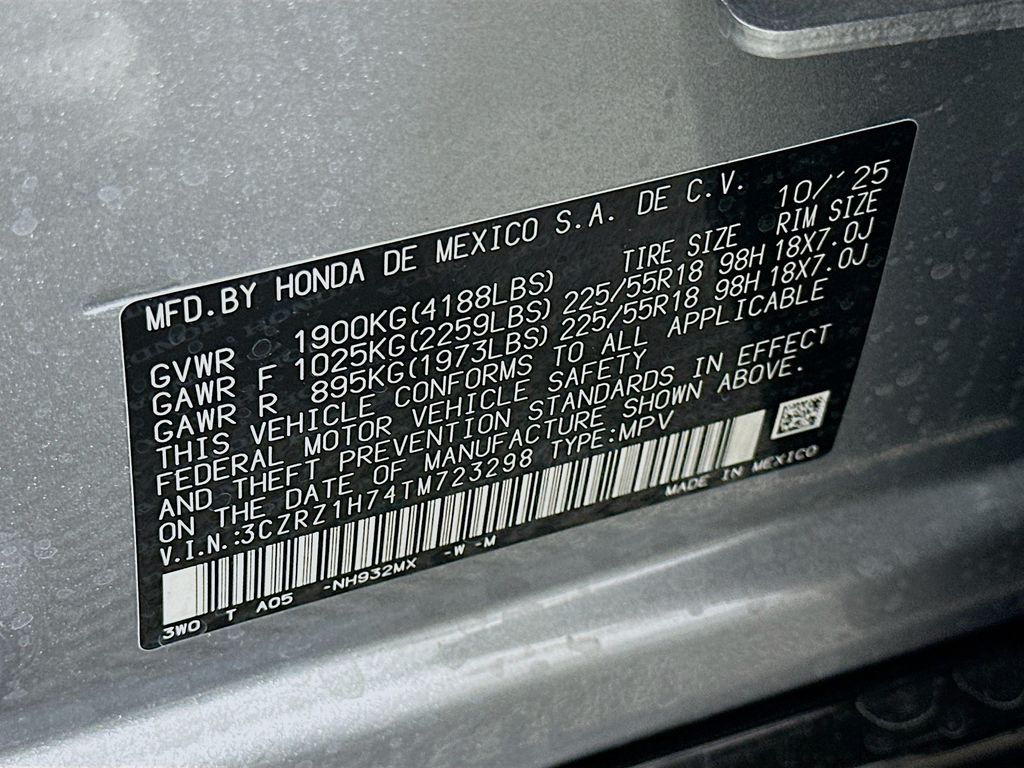 MFD.BY HONDA DE MEXICO S.A. DE C.V. 10/'25
TIRE SIZE RIM SIZE
GVWR 1900KG(4188LBS)
GAWR F 1025KG(2259LBS) 225/55R18 98H 18X7.0J
GAWR R 895KG(1973LBS) 225/55R18 98H 18X7.0J
THIS VEHICLE CONFORMS TO ALL APPLICABLE
FEDERAL MOTOR VEHICLE SAFETY
AND THEFT PREVENTION STANDARDS IN EFFECT
ON THE DATE OF MANUFACTURE SHOWN ABOVE.
V.I.N.:3CZRZ1H74TM723298 TYPE:MPV
MADE IN MEXICO
3W0 T A05 -NH932MX -W -M